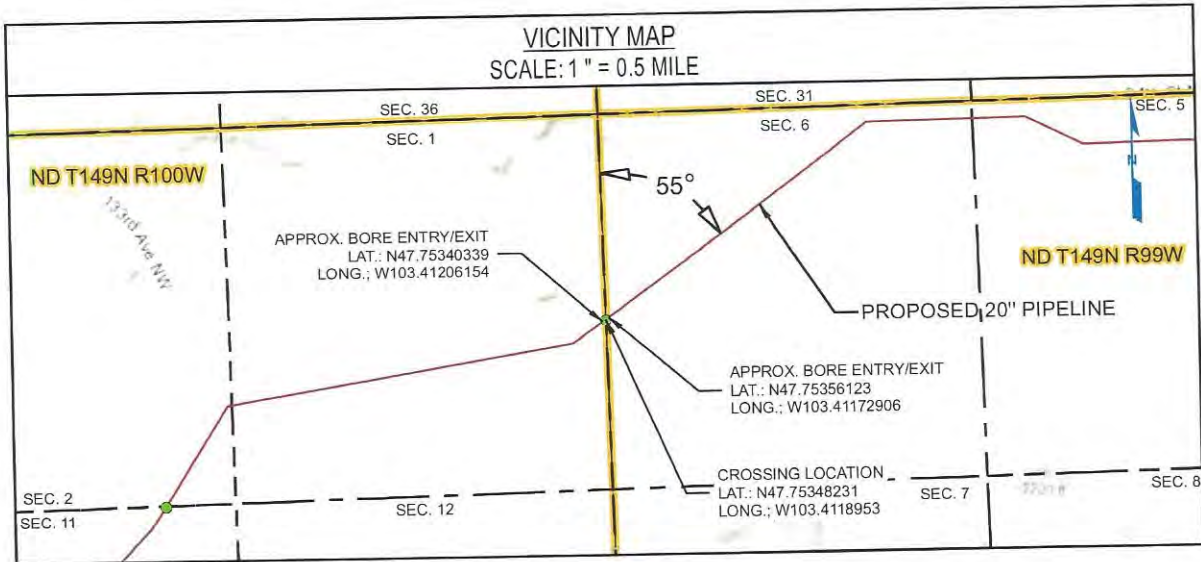 VICINITY MAP
SCALE: 1 " = 0.5 MILE
SEC. 36
SEC. 31
SEC. 5
SEC. 1
SEC. 6
ND T149N R100W
133rd Ave NW
55°
N
ND T149N R99W
APPROX. BORE ENTRY/EXIT
LAT.: N47.75340339
LONG.; W103.41206154
PROPOSED 20" PIPELINE
APPROX. BORE ENTRY/EXIT
LAT.: N47.75356123
LONG.; W103.41172906
CROSSING LOCATION
LAT.: N47.75348231
LONG.; W103.4118953
SEC. 2
SEC. 11
SEC. 12
SEC. 7
SEC. 8